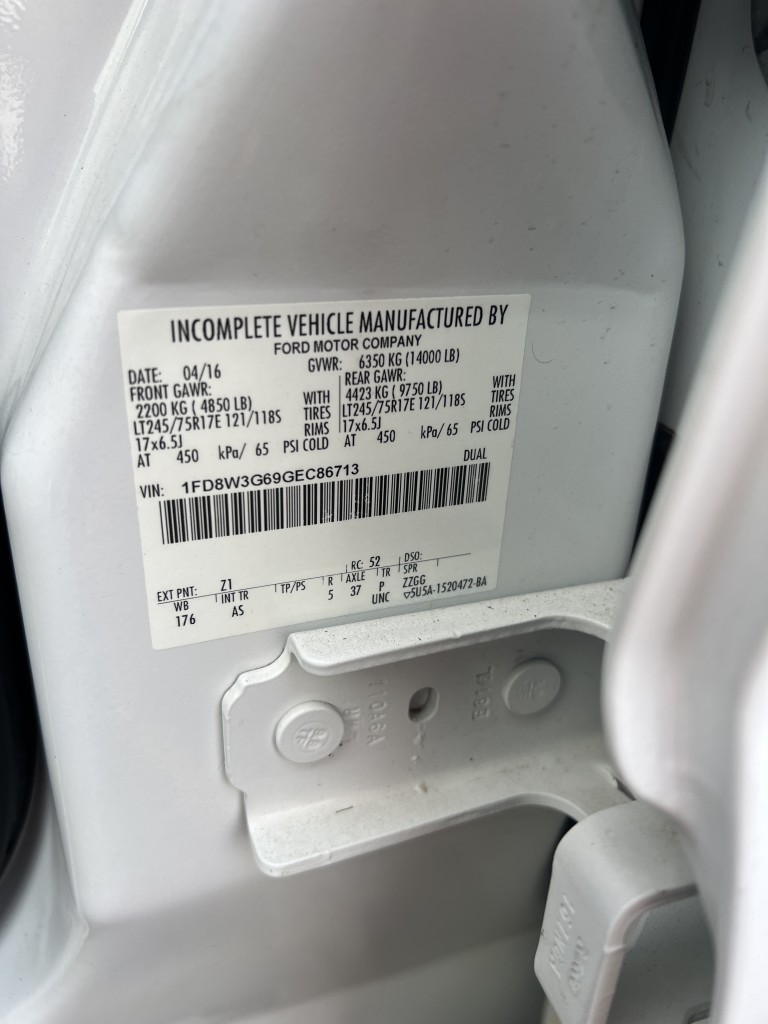 INCOMPLETE VEHICLE MANUFACTURED BY
FORD MOTOR COMPANY
DATE: 04/16 GVWR: 6350 KG (14000 LB)
FRONT GAWR: REAR GAWR:
2200 KG ( 4850 LB) WITH 4423 KG ( 9750 LB) WITH
LT245/75R17E 121/118S TIRES LT245/75R17E 121/118S TIRES
17x6.5J RIMS 17x6.5J RIMS
AT 450 kPa/ 65 PSI COLD AT 450 kPa/ 65 PSI COLD
DUAL
VIN: 1FD8W3G69GEC86713
EXT PNT: Z1 RC: 52 DSO:
WB INT TR TP/PS R AXLE TR SPR
176 AS 5 37 P ZZGG
UNC ▽5U5A-1520472-BA